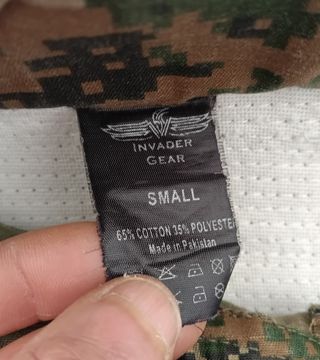 INVADER
GEAR
SMALL
65% COTTON 35% POLYESTER
Made in Pakistan